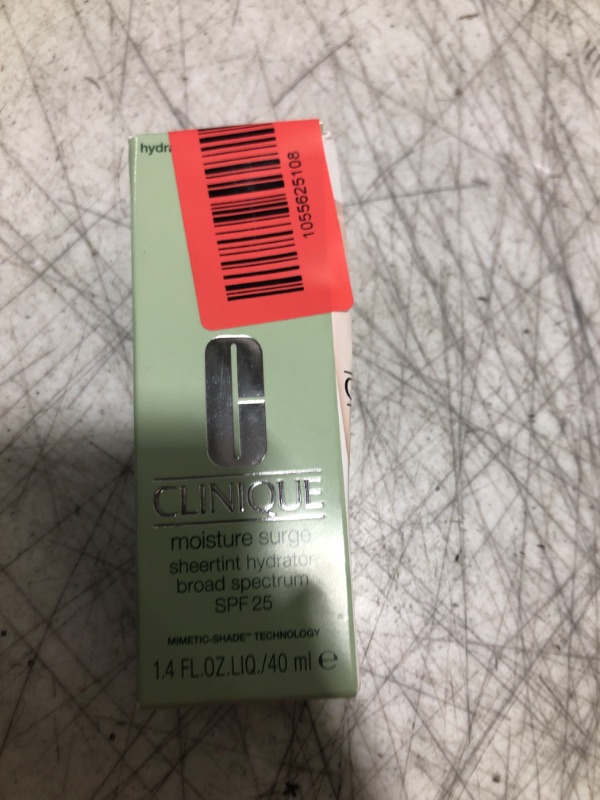 hydra
1055625108
CLINIQUE
moisture surge
sheertint hydrator
broad spectrum
SPF 25
MIMETIC-SHADE™ TECHNOLOGY
1.4 FL.OZ.LIQ./40 ml ℮